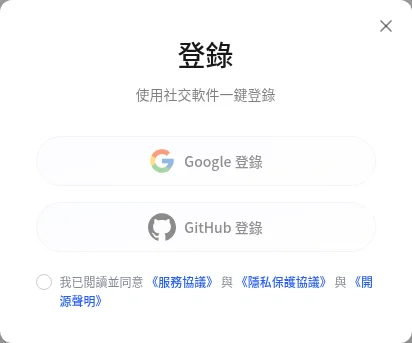 登錄
使用社交軟件一鍵登錄
Google 登錄
GitHub 登錄
我已閱讀並同意 《服務協議》 與 《隱私保護協議》 與 《開
源聲明》